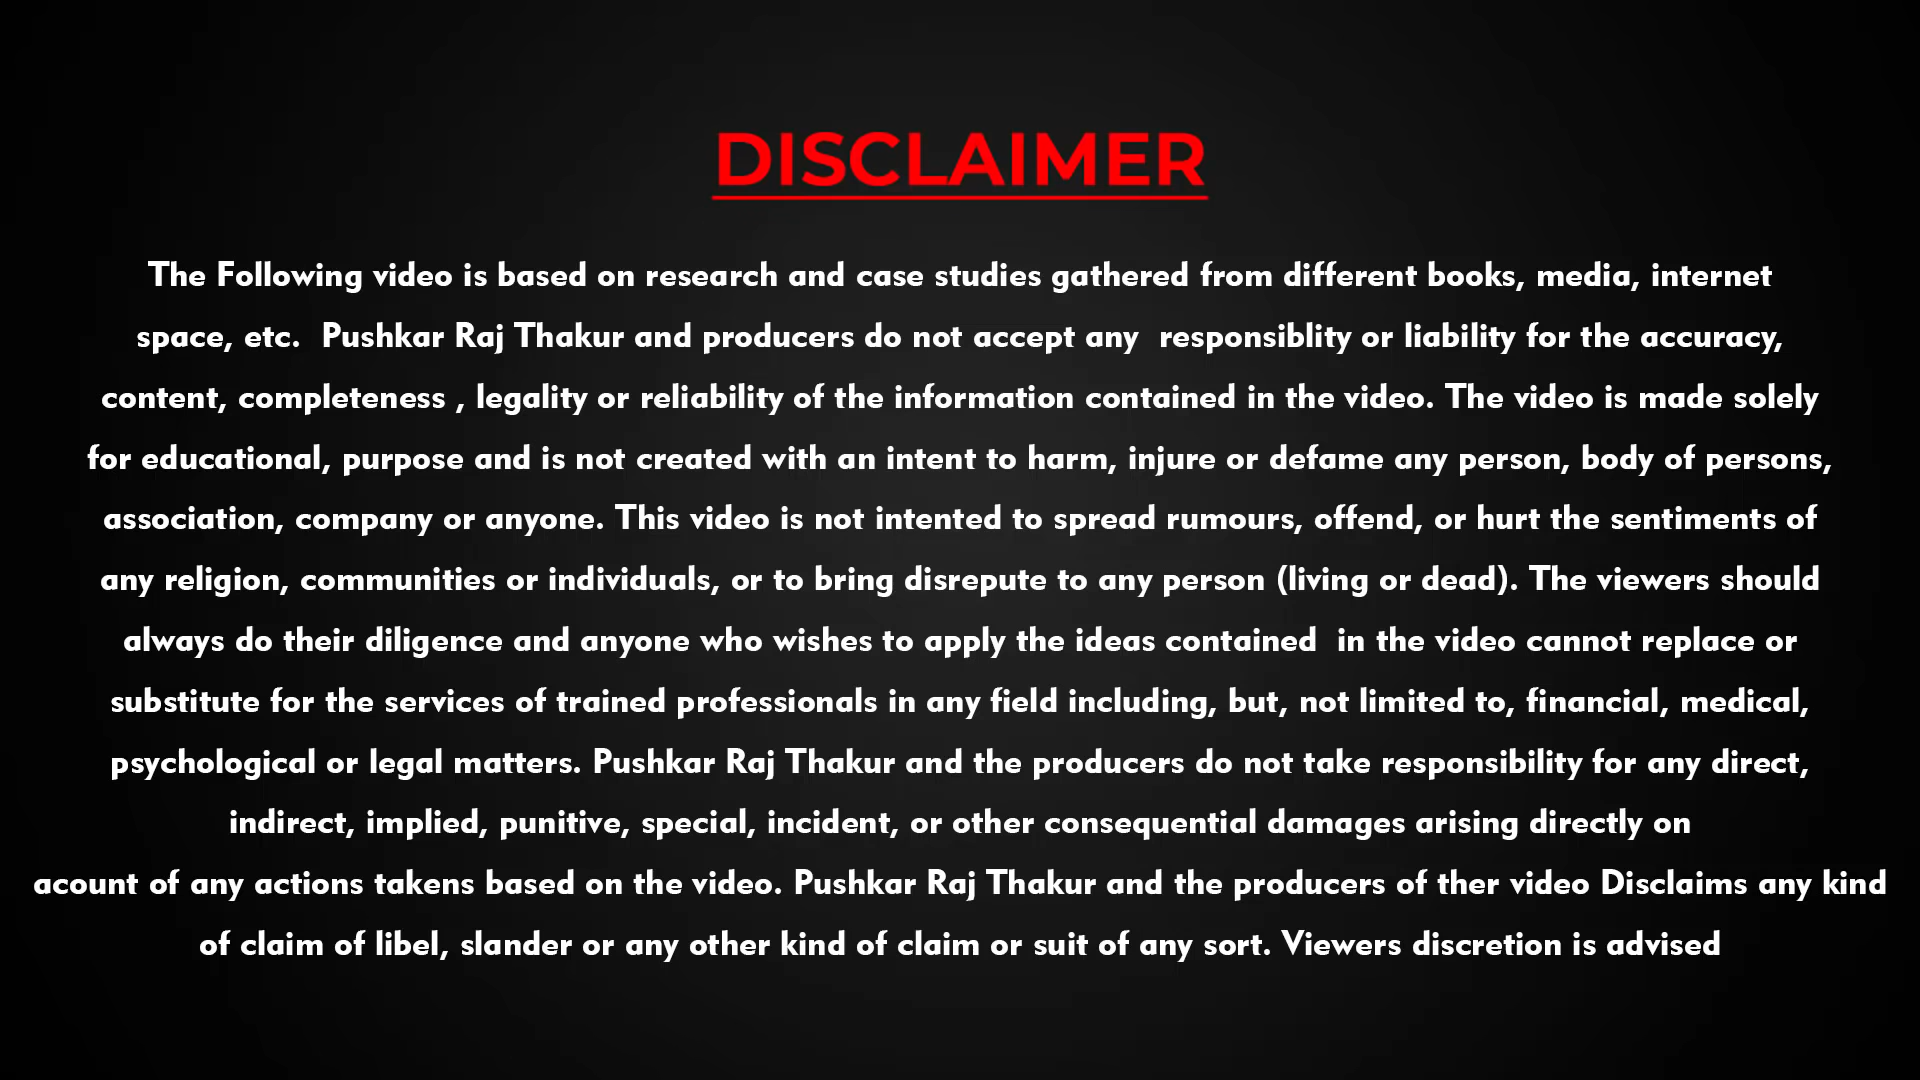 DISCLAIMER
The Following video is based on research and case studies gathered from different books, media, internet
space, etc.  Pushkar Raj Thakur and producers do not accept any  responsiblity or liability for the accuracy,
content, completeness , legality or reliability of the information contained in the video. The video is made solely
for educational, purpose and is not created with an intent to harm, injure or defame any person, body of persons,
association, company or anyone. This video is not intented to spread rumours, offend, or hurt the sentiments of
any religion, communities or individuals, or to bring disrepute to any person (living or dead). The viewers should
always do their diligence and anyone who wishes to apply the ideas contained  in the video cannot replace or
substitute for the services of trained professionals in any field including, but, not limited to, financial, medical,
psychological or legal matters. Pushkar Raj Thakur and the producers do not take responsibility for any direct,
indirect, implied, punitive, special, incident, or other consequential damages arising directly on
acount of any actions takens based on the video. Pushkar Raj Thakur and the producers of ther video Disclaims any kind
of claim of libel, slander or any other kind of claim or suit of any sort. Viewers discretion is advised